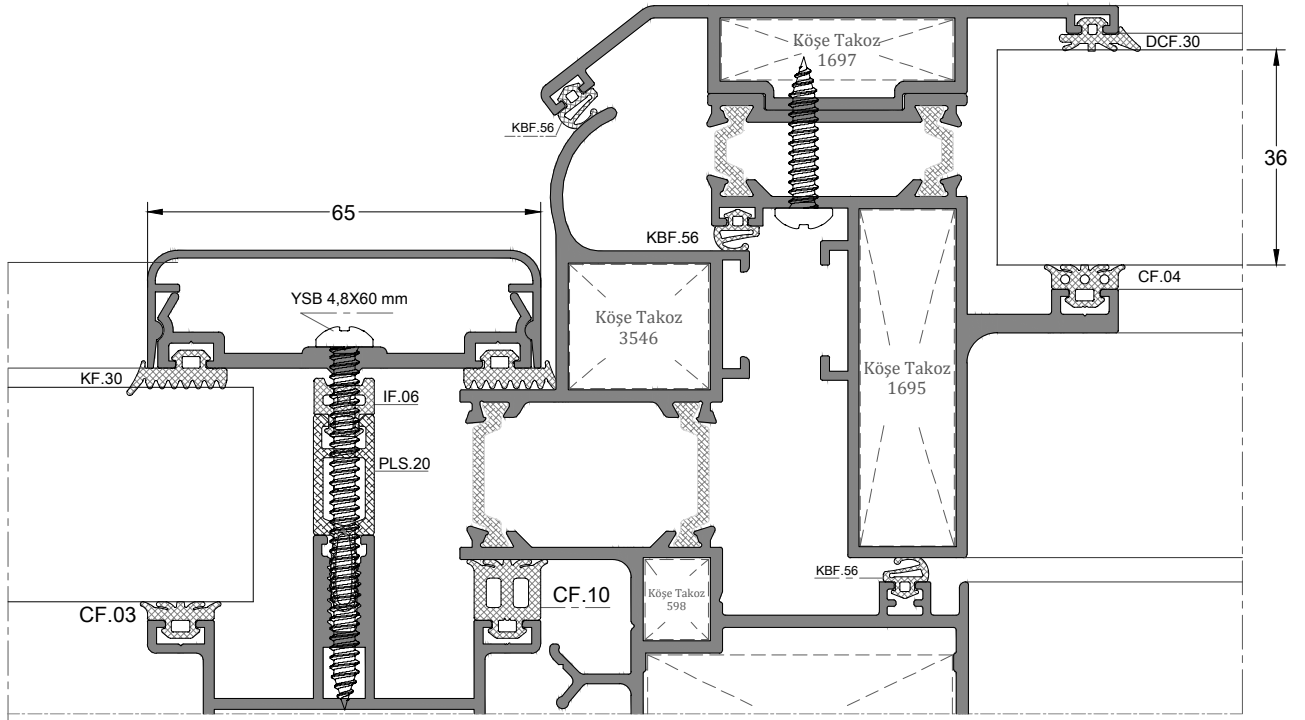 Köşe Takoz
1697
DCF.30
KBF.56
36
65
KBF.56
CF.04
YSB 4,8X60 mm
Köşe Takoz
3546
Köşe Takoz
1695
KF.30
IF.06
PLS.20
KBF.56
CF.03
CF.10
Köşe Takoz
598